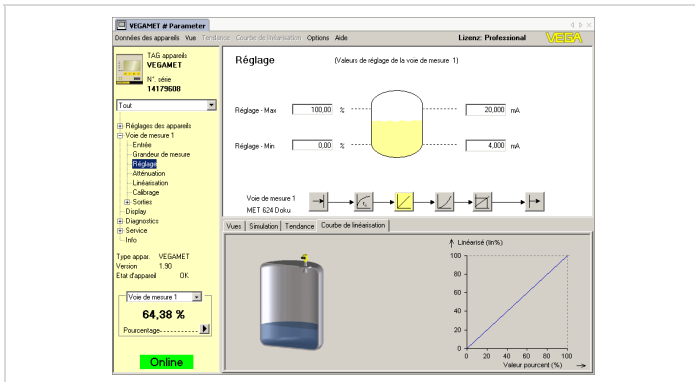 VEGAMET # Parameter
Données des appareils Vue Tendance Courbe de linéarisation Options Aide Lizenz: Professional VEGA
TAG appareils
VEGAMET
N°. série
14179608
Tout
Réglages des appareils
Voie de mesure 1
Entrée
Grandeur de mesure
Réglage
Atténuation
Linéarisation
Calibrage
Sorties
Display
Diagnostics
Service
Info
Type appar. VEGAMET
Version 1.90
Etat d'appareil OK
Voie de mesure 1
64,38 %
Pourcentage
Online
Réglage (Valeurs de réglage de la voie de mesure 1)
Réglage - Max 100,00 % 20,000 mA
Réglage - Min 0,00 % 4,000 mA
Voie de mesure 1
MET 624 Doku
Vues Simulation Tendance Courbe de linéarisation
Linéarisé (lin%)
100
80
60
40
20
0
0 20 40 60 80 100
Valeur pourcent (%)